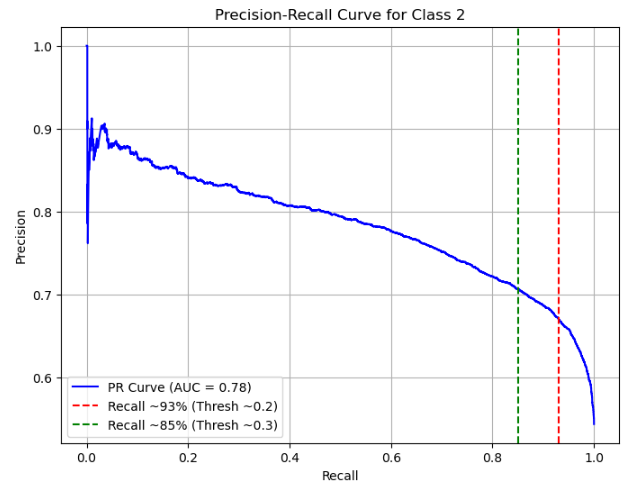 Precision-Recall Curve for Class 2
1.0
0.9
0.8
0.7
0.6
Precision
PR Curve (AUC = 0.78)
Recall ~93% (Thresh ~0.2)
Recall ~85% (Thresh ~0.3)
0.0 0.2 0.4 0.6 0.8 1.0
Recall